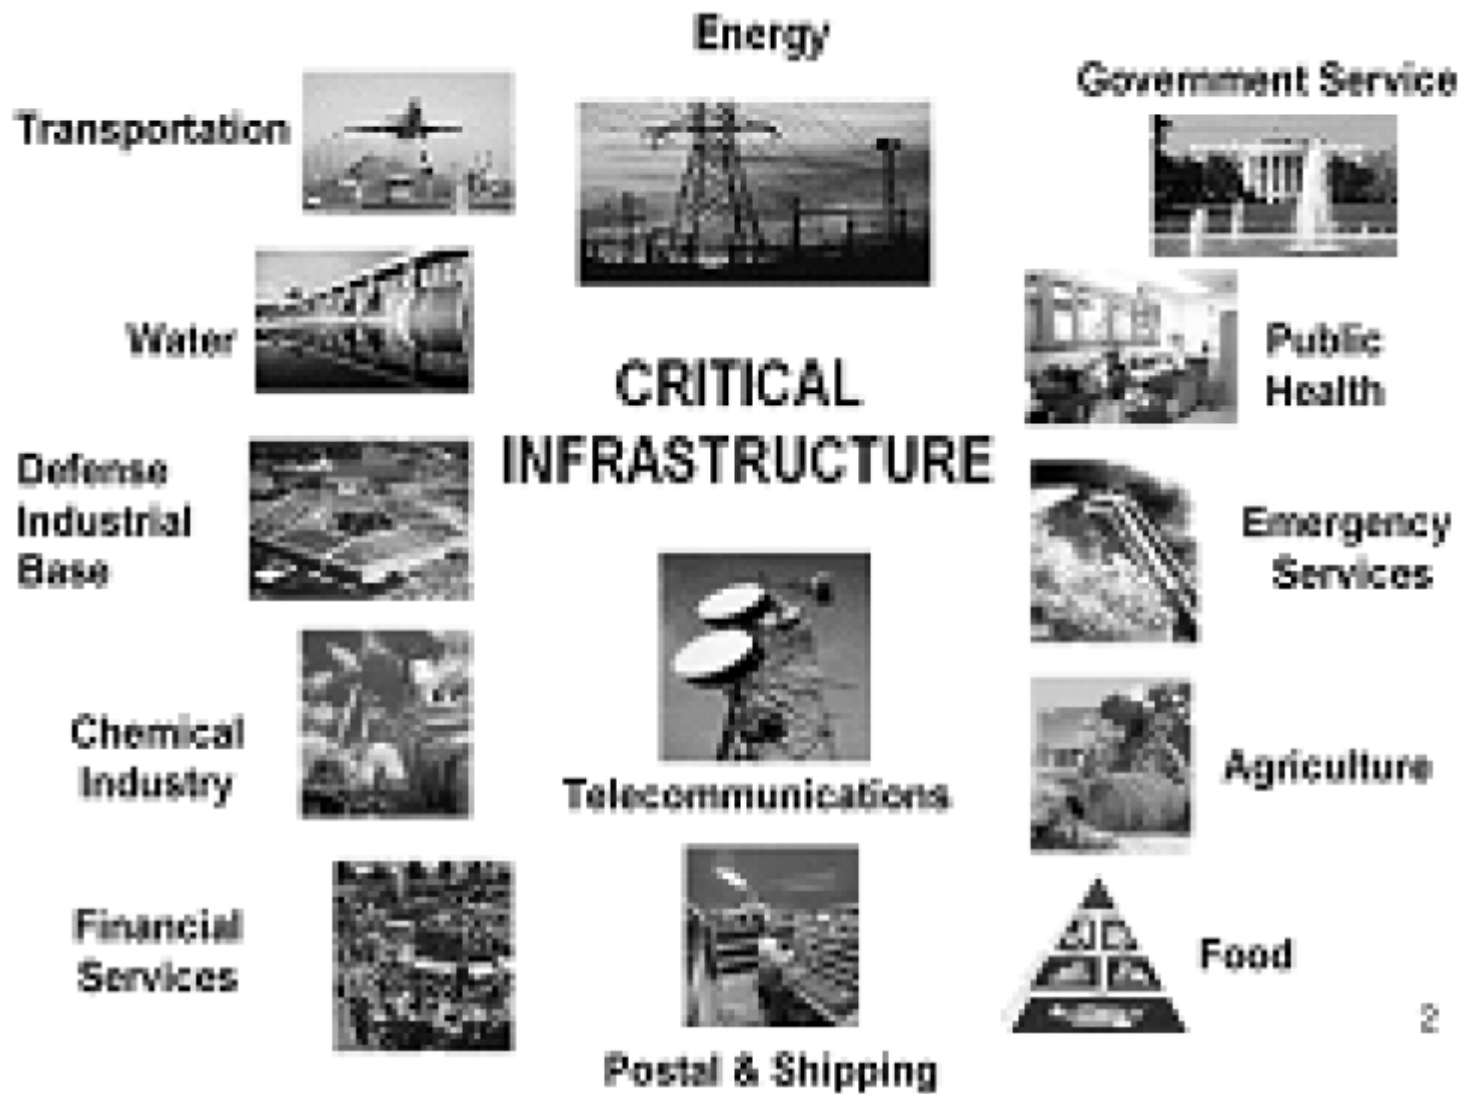 Energy
Government Service
Transportation
Water
Public
Health
CRITICAL
INFRASTRUCTURE
Defense
Industrial
Base
Emergency
Services
Chemical
Industry
Telecommunications
Agriculture
Financial
Services
Food
Postal & Shipping
2